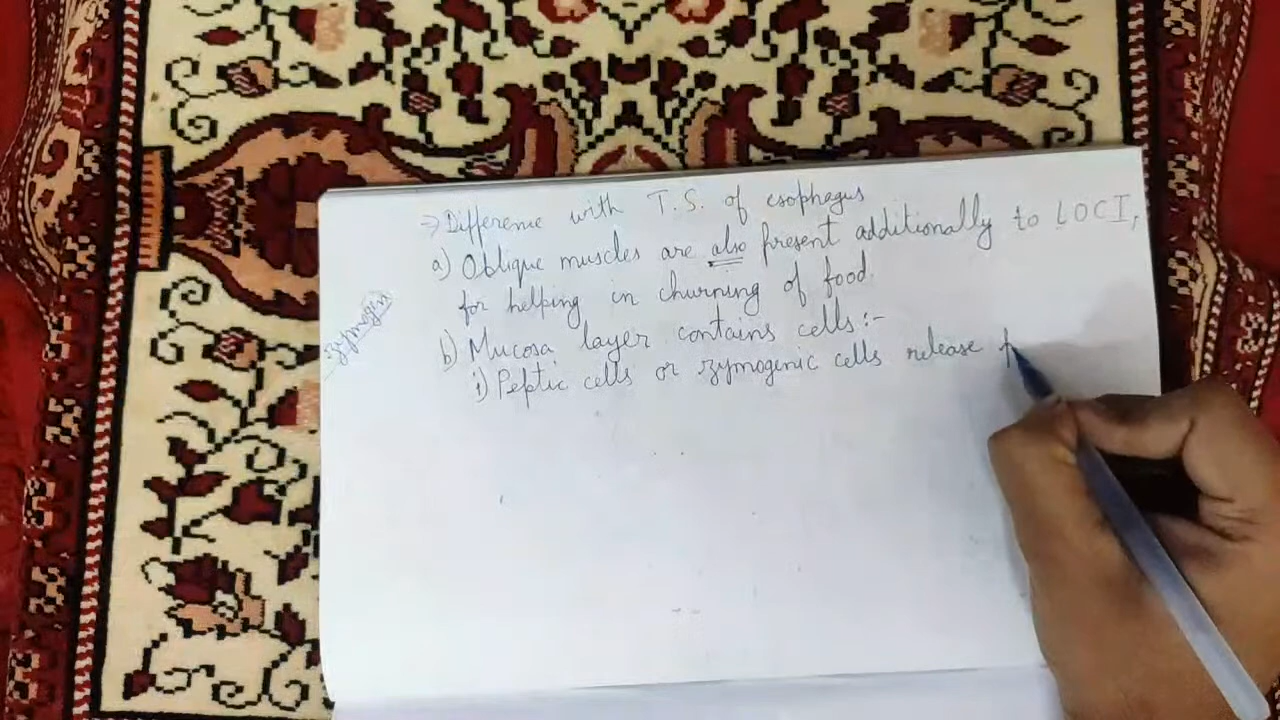 ⇒ Difference with T.S. of esophagus
a) Oblique muscles are also present additionally to LOCI,
for helping in churning of food.
Zymogen
b) Mucosa layer contains cells:-
i) Peptic cells or zymogenic cells release p